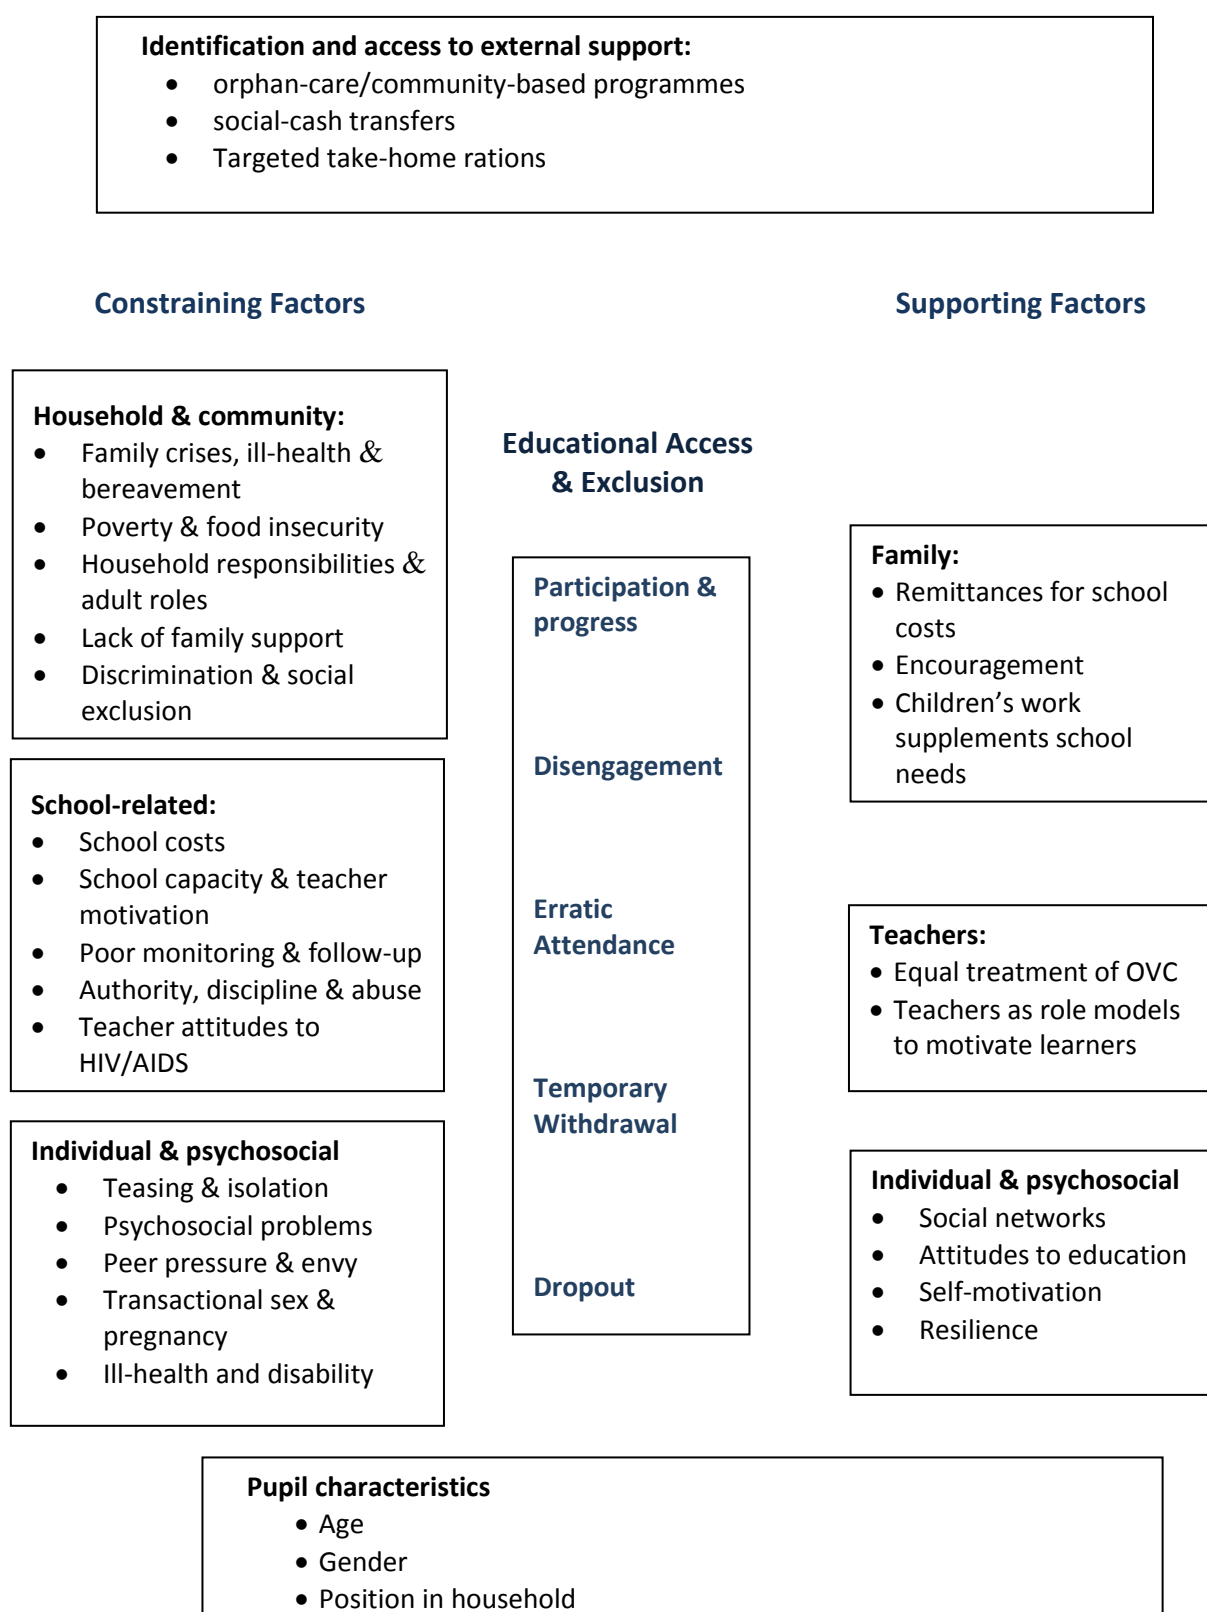 Identification and access to external support:
• orphan-care/community-based programmes
• social-cash transfers
• Targeted take-home rations
Constraining Factors
Supporting Factors
Household & community:
• Family crises, ill-health &
bereavement
• Poverty & food insecurity
• Household responsibilities &
adult roles
• Lack of family support
• Discrimination & social
exclusion
School-related:
• School costs
• School capacity & teacher
motivation
• Poor monitoring & follow-up
• Authority, discipline & abuse
• Teacher attitudes to
HIV/AIDS
Individual & psychosocial
• Teasing & isolation
• Psychosocial problems
• Peer pressure & envy
• Transactional sex &
pregnancy
• Ill-health and disability
Educational Access
& Exclusion
Participation &
progress
Disengagement
Erratic
Attendance
Temporary
Withdrawal
Dropout
Family:
• Remittances for school
costs
• Encouragement
• Children’s work
supplements school
needs
Teachers:
• Equal treatment of OVC
• Teachers as role models
to motivate learners
Individual & psychosocial
• Social networks
• Attitudes to education
• Self-motivation
• Resilience
Pupil characteristics
• Age
• Gender
• Position in household